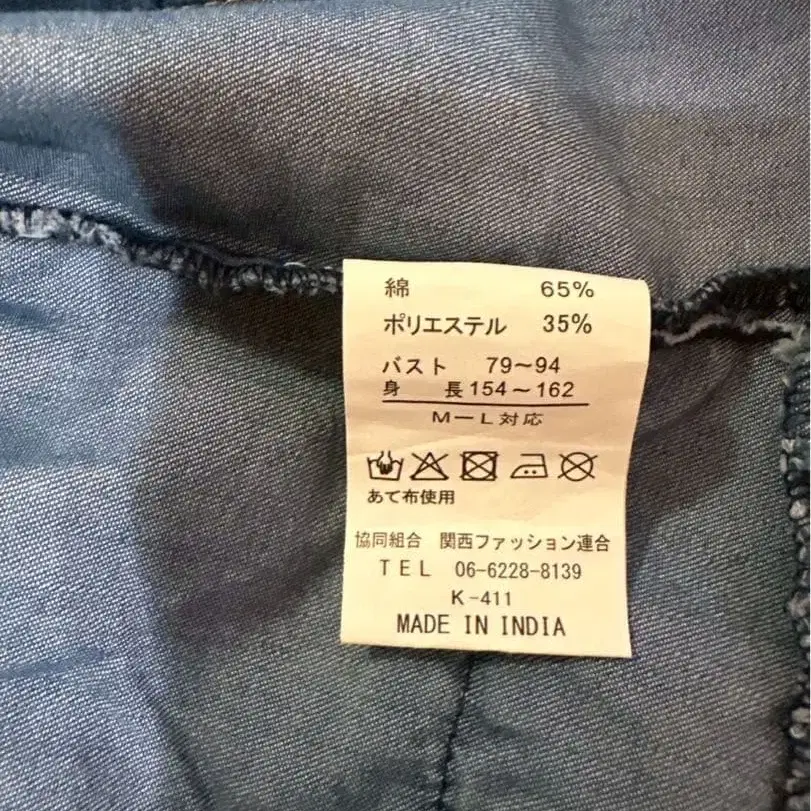 綿 65%
ポリエステル 35%
バスト 79～94
身 長 154～162
M－L対応
あて布使用
協同組合 関西ファッション連合
TEL 06-6228-8139
K-411
MADE IN INDIA